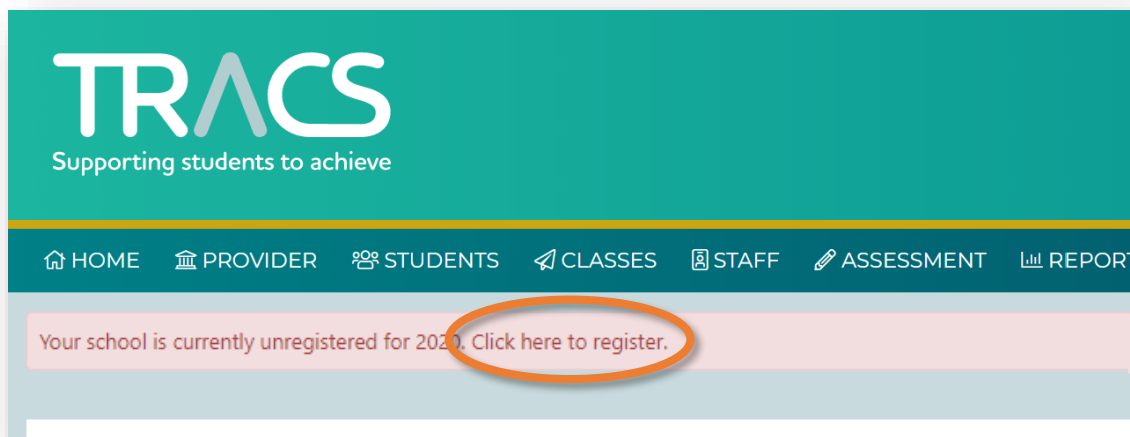 TRACS
Supporting students to achieve
HOME PROVIDER STUDENTS CLASSES STAFF ASSESSMENT REPORT
Your school is currently unregistered for 2020. Click here to register.